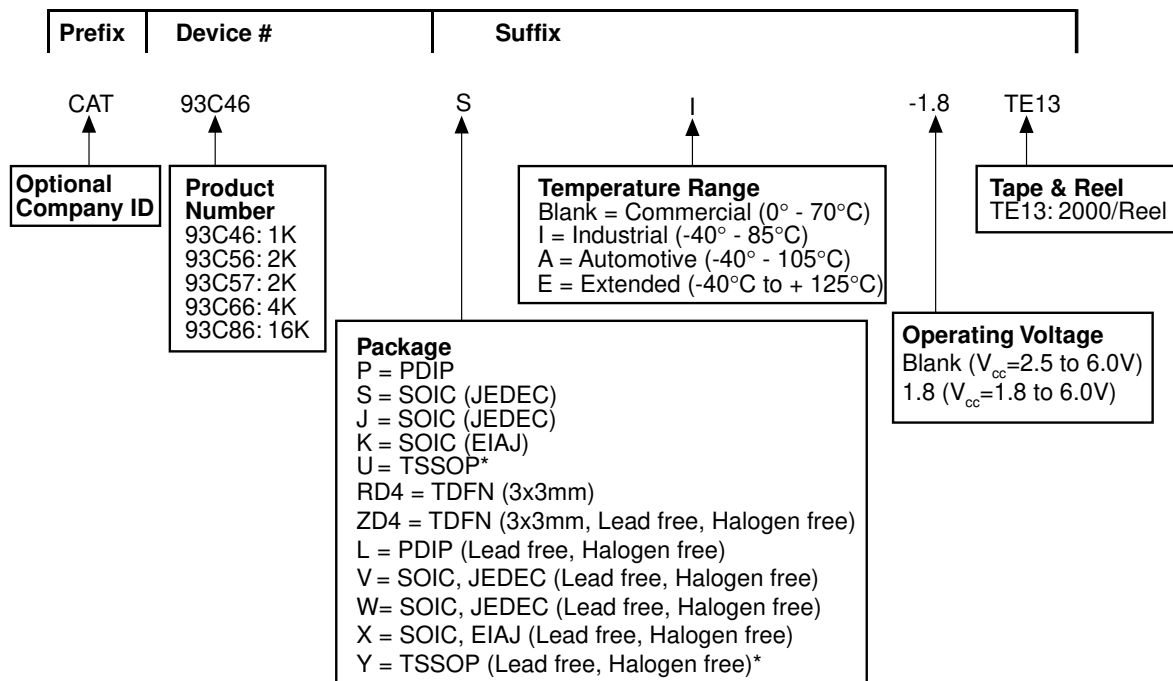 Prefix Device # Suffix
CAT 93C46 S I -1.8 TE13
Optional
Company ID
Product
Number
93C46: 1K
93C56: 2K
93C57: 2K
93C66: 4K
93C86: 16K
Temperature Range
Blank = Commercial (0° - 70°C)
I = Industrial (-40° - 85°C)
A = Automotive (-40° - 105°C)
E = Extended (-40°C to + 125°C)
Tape & Reel
TE13: 2000/Reel
Operating Voltage
Blank (Vcc=2.5 to 6.0V)
1.8 (Vcc=1.8 to 6.0V)
Package
P = PDIP
S = SOIC (JEDEC)
J = SOIC (JEDEC)
K = SOIC (EIAJ)
U = TSSOP*
RD4 = TDFN (3x3mm)
ZD4 = TDFN (3x3mm, Lead free, Halogen free)
L = PDIP (Lead free, Halogen free)
V = SOIC, JEDEC (Lead free, Halogen free)
W= SOIC, JEDEC (Lead free, Halogen free)
X = SOIC, EIAJ (Lead free, Halogen free)
Y = TSSOP (Lead free, Halogen free)*